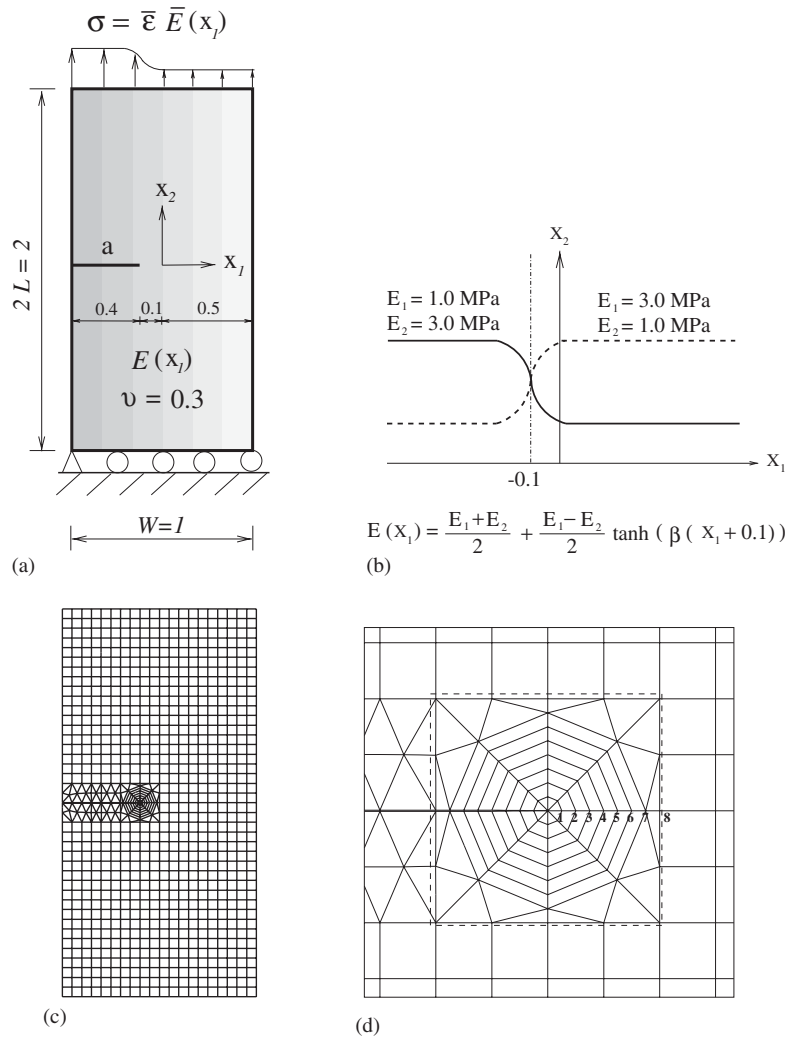 σ = ε̄ Ē(x₁)
x₂
a
x₁
2 L = 2
0.4 0.1 0.5
E(x₁)
υ = 0.3
W=1
(a)
X₂
E₁ = 1.0 MPa
E₂ = 3.0 MPa
E₁ = 3.0 MPa
E₂ = 1.0 MPa
X₁
-0.1
E(X₁) = (E₁+E₂)/2 + (E₁−E₂)/2 tanh ( β ( X₁+0.1))
(b)
(c)
1 2 3 4 5 6 7 8
(d)